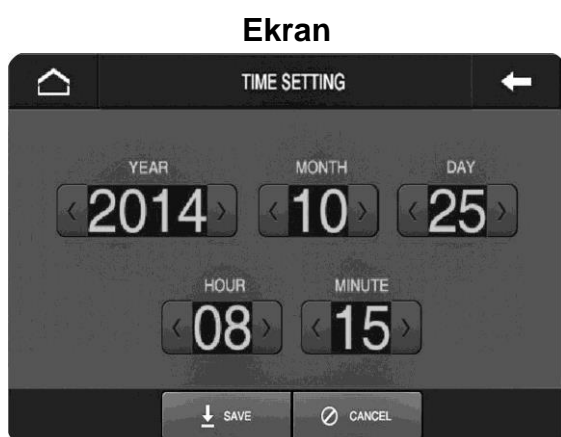 Ekran
TIME SETTING
YEAR MONTH DAY
2014 10 25
HOUR MINUTE
08 15
SAVE CANCEL